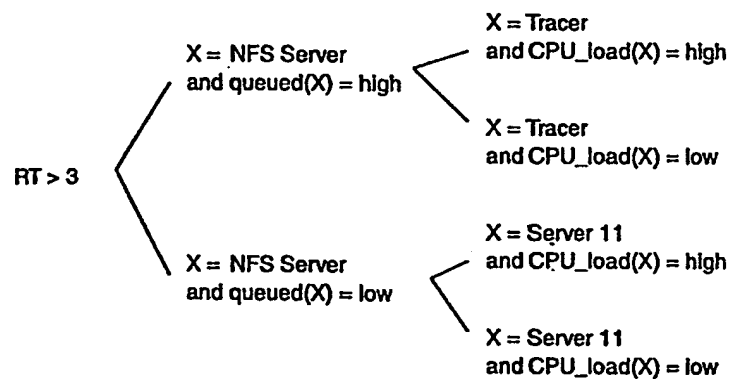 RT > 3
X = NFS Server
and queued(X) = high
X = Tracer
and CPU_load(X) = high
X = Tracer
and CPU_load(X) = low
X = NFS Server
and queued(X) = low
X = Server 11
and CPU_load(X) = high
X = Server 11
and CPU_load(X) = low